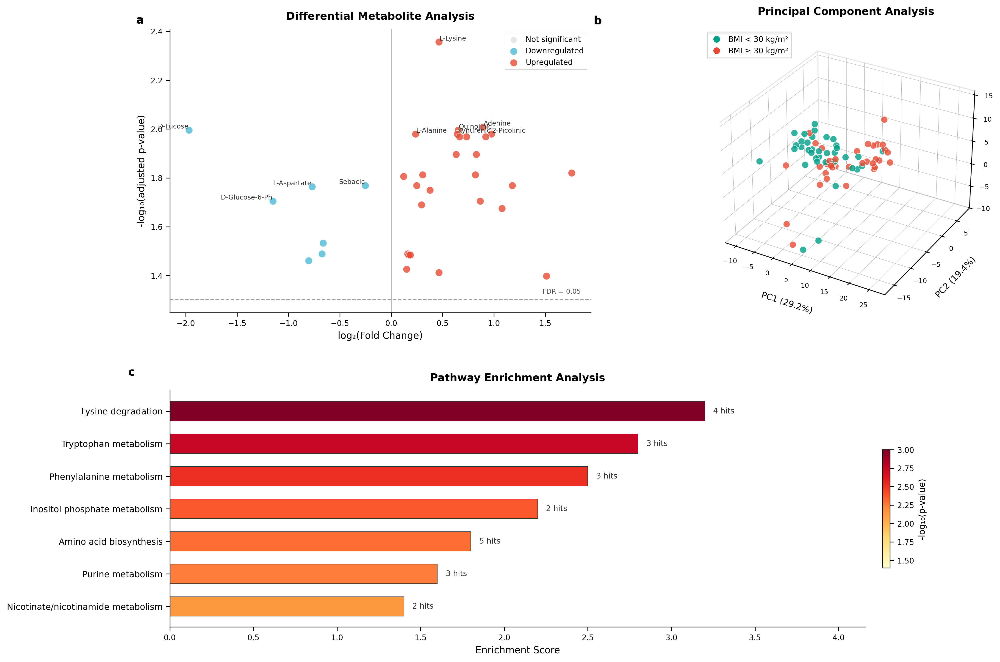 a
Differential Metabolite Analysis
2.4
2.2
2.0
1.8
1.6
1.4
-log₁₀(adjusted p-value)
L-Lysine
Not significant
Downregulated
Upregulated
D-Fucose
Adenine
Quinolinic
L-Alanine
Kynurenic
2-Picolinic
L-Aspartate
Sebacic
D-Glucose-6-Ph
FDR = 0.05
−2.0
−1.5
−1.0
−0.5
0.0
0.5
1.0
1.5
log₂(Fold Change)
b
Principal Component Analysis
BMI < 30 kg/m²
BMI ≥ 30 kg/m²
15
10
5
0
−5
−10
5
0
−5
−10
−15
PC2 (19.4%)
−10
−5
0
5
10
15
20
25
PC1 (29.2%)
c
Pathway Enrichment Analysis
Lysine degradation
4 hits
Tryptophan metabolism
3 hits
Phenylalanine metabolism
3 hits
Inositol phosphate metabolism
2 hits
Amino acid biosynthesis
5 hits
Purine metabolism
3 hits
Nicotinate/nicotinamide metabolism
2 hits
0.0
0.5
1.0
1.5
2.0
2.5
3.0
3.5
4.0
Enrichment Score
3.00
2.75
2.50
2.25
2.00
1.75
1.50
-log₁₀(p-value)